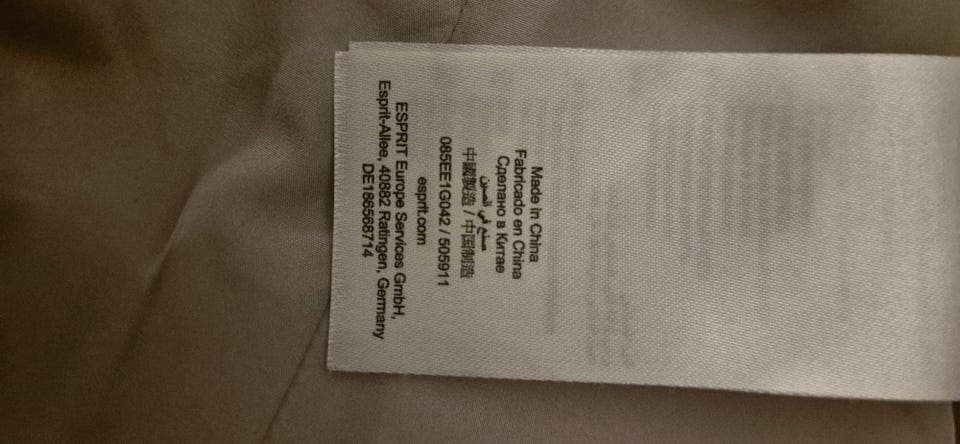 Made in China
Fabricado en China
Сделано в Китае
صنع في الصين
中國製造 / 中国制造
085EE1G042 / 505911
esprit.com
ESPRIT Europe Services GmbH,
Esprit-Allee, 40882 Ratingen, Germany
DE186568714